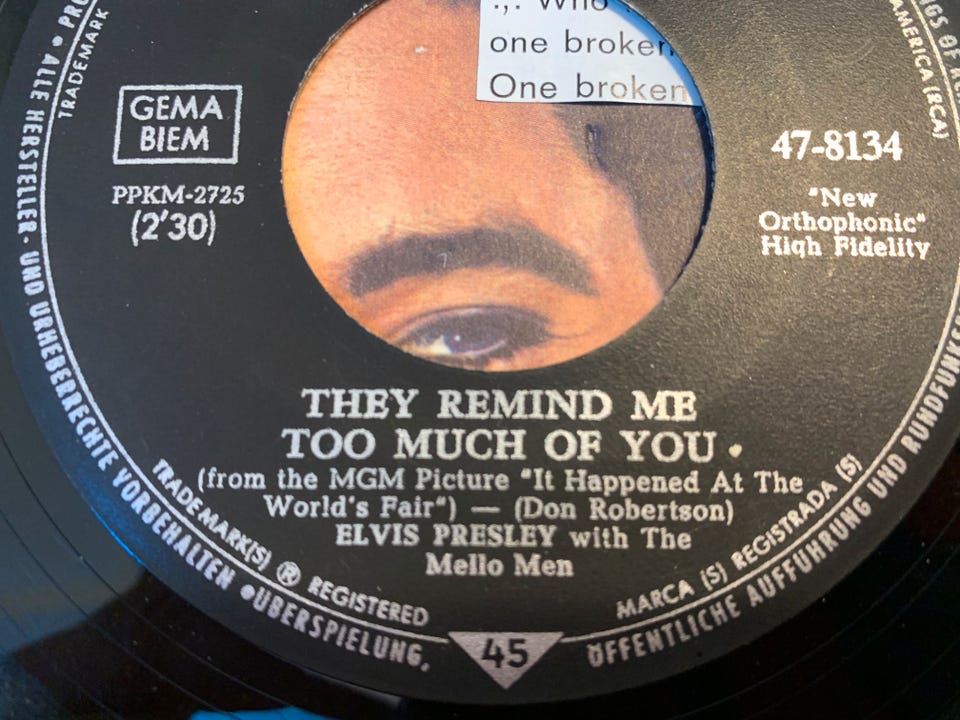 Who
one broken
One broken
GEMA
BIEM
PPKM-2725
(2'30)
47-8134
"New
Orthophonic"
High Fidelity
THEY REMIND ME
TOO MUCH OF YOU •
(from the MGM Picture "It Happened At The
World's Fair") — (Don Robertson)
ELVIS PRESLEY with The
Mello Men
TRADEMARK
AMERICA (RCA)
TRADEMARK(S) ® REGISTERED
MARCA (S) REGISTRADA (S)
• ALLE HERSTELLER- UND URHEBERRECHTE VORBEHALTEN • ÜBERSPIELUNG,
45
ÖFFENTLICHE AUFFÜHRUNG UND